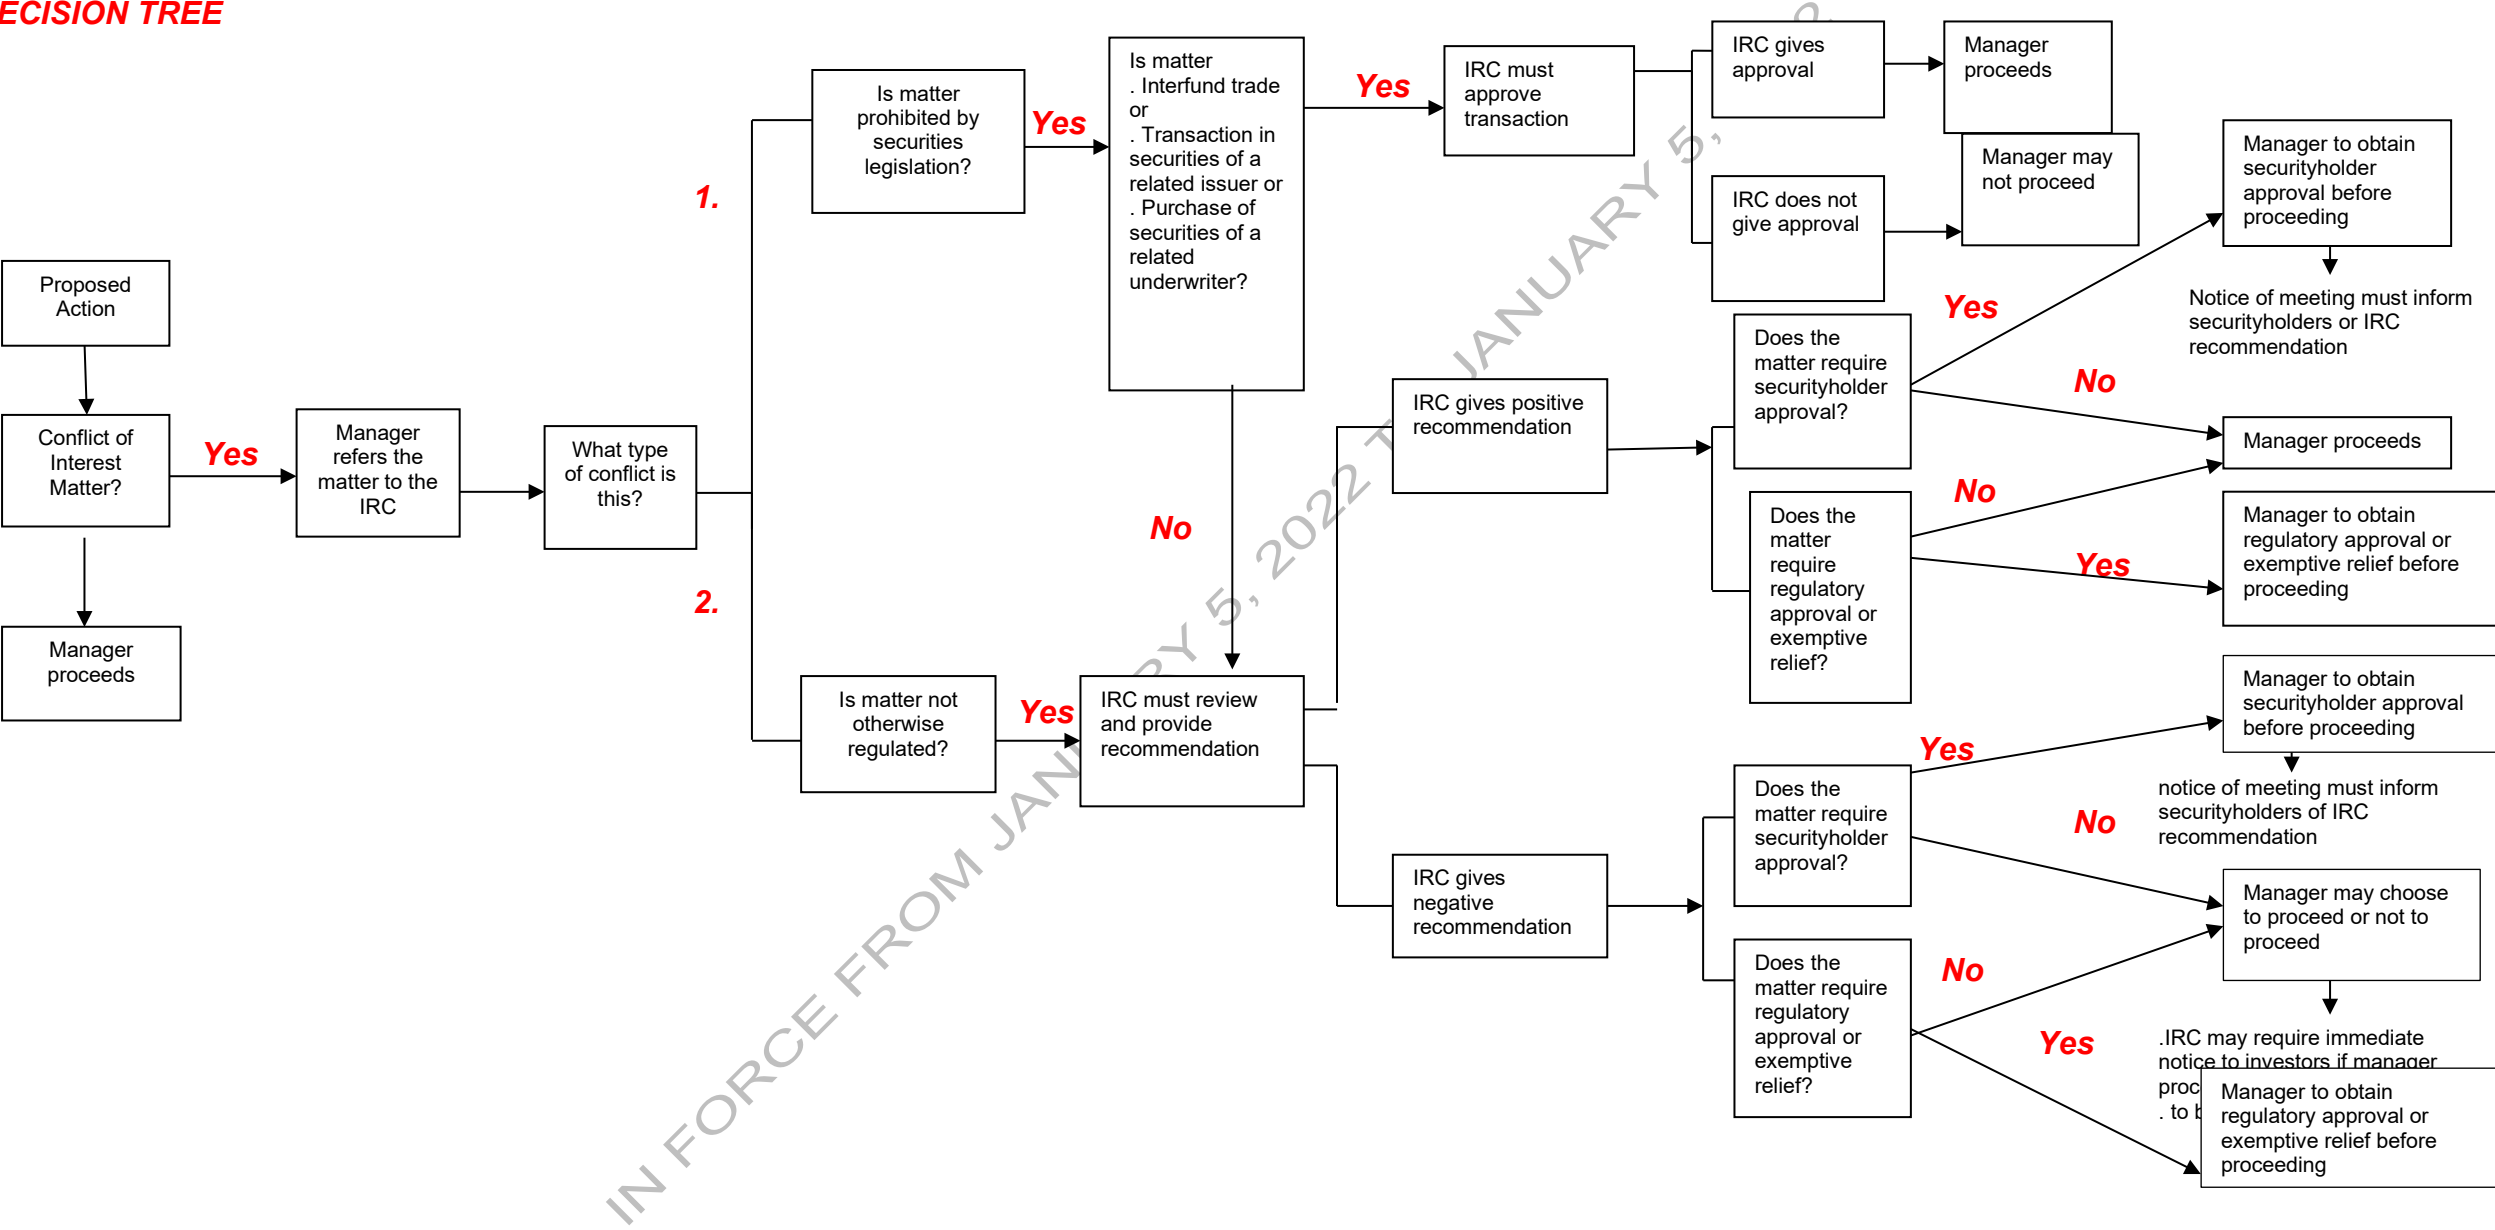 ECISION TREE
Proposed
Action
Conflict of
Interest
Matter?
Yes
Manager
proceeds
Manager
refers the
matter to the
IRC
What type
of conflict is
this?
1.
2.
Is matter
prohibited by
securities
legislation?
Yes
Is matter
. Interfund trade
or
. Transaction in
securities of a
related issuer or
. Purchase of
securities of a
related
underwriter?
Yes
No
IRC must
approve
transaction
IRC gives
approval
Manager
proceeds
IRC does not
give approval
Manager may
not proceed
Is matter not
otherwise
regulated?
Yes
IRC must review
and provide
recommendation
IRC gives positive
recommendation
Does the
matter require
securityholder
approval?
Yes
Manager to obtain
securityholder
approval before
proceeding
Notice of meeting must inform
securityholders or IRC
recommendation
No
Manager proceeds
Does the
matter
require
regulatory
approval or
exemptive
relief?
No
Yes
Manager to obtain
regulatory approval or
exemptive relief before
proceeding
IRC gives
negative
recommendation
Does the
matter require
securityholder
approval?
Yes
Manager to obtain
securityholder approval
before proceeding
notice of meeting must inform
securityholders of IRC
recommendation
No
Manager may choose
to proceed or not to
proceed
.IRC may require immediate
notice to investors if manager
. to
Does the
matter require
regulatory
approval or
exemptive
relief?
No
Yes
Manager to obtain
regulatory approval or
exemptive relief before
proceeding
IN FORCE FROM JANUARY 5, 2022 JANUARY 5,